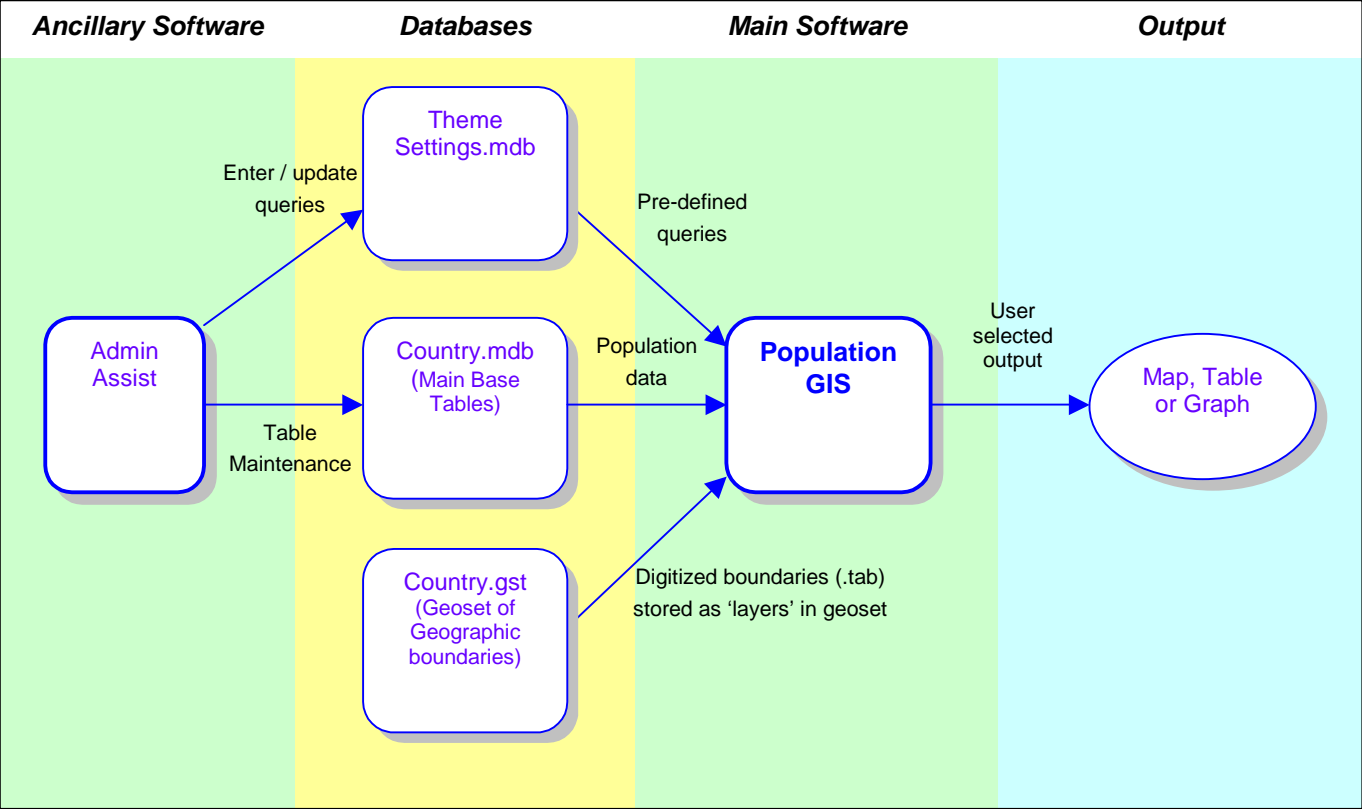 Ancillary Software
Databases
Main Software
Output
Theme
Settings.mdb
Enter / update
queries
Pre-defined
queries
Admin
Assist
Country.mdb
(Main Base
Tables)
Population
data
Population
GIS
User
selected
output
Map, Table
or Graph
Table
Maintenance
Country.gst
(Geoset of
Geographic
boundaries)
Digitized boundaries (.tab)
stored as ‘layers’ in geoset